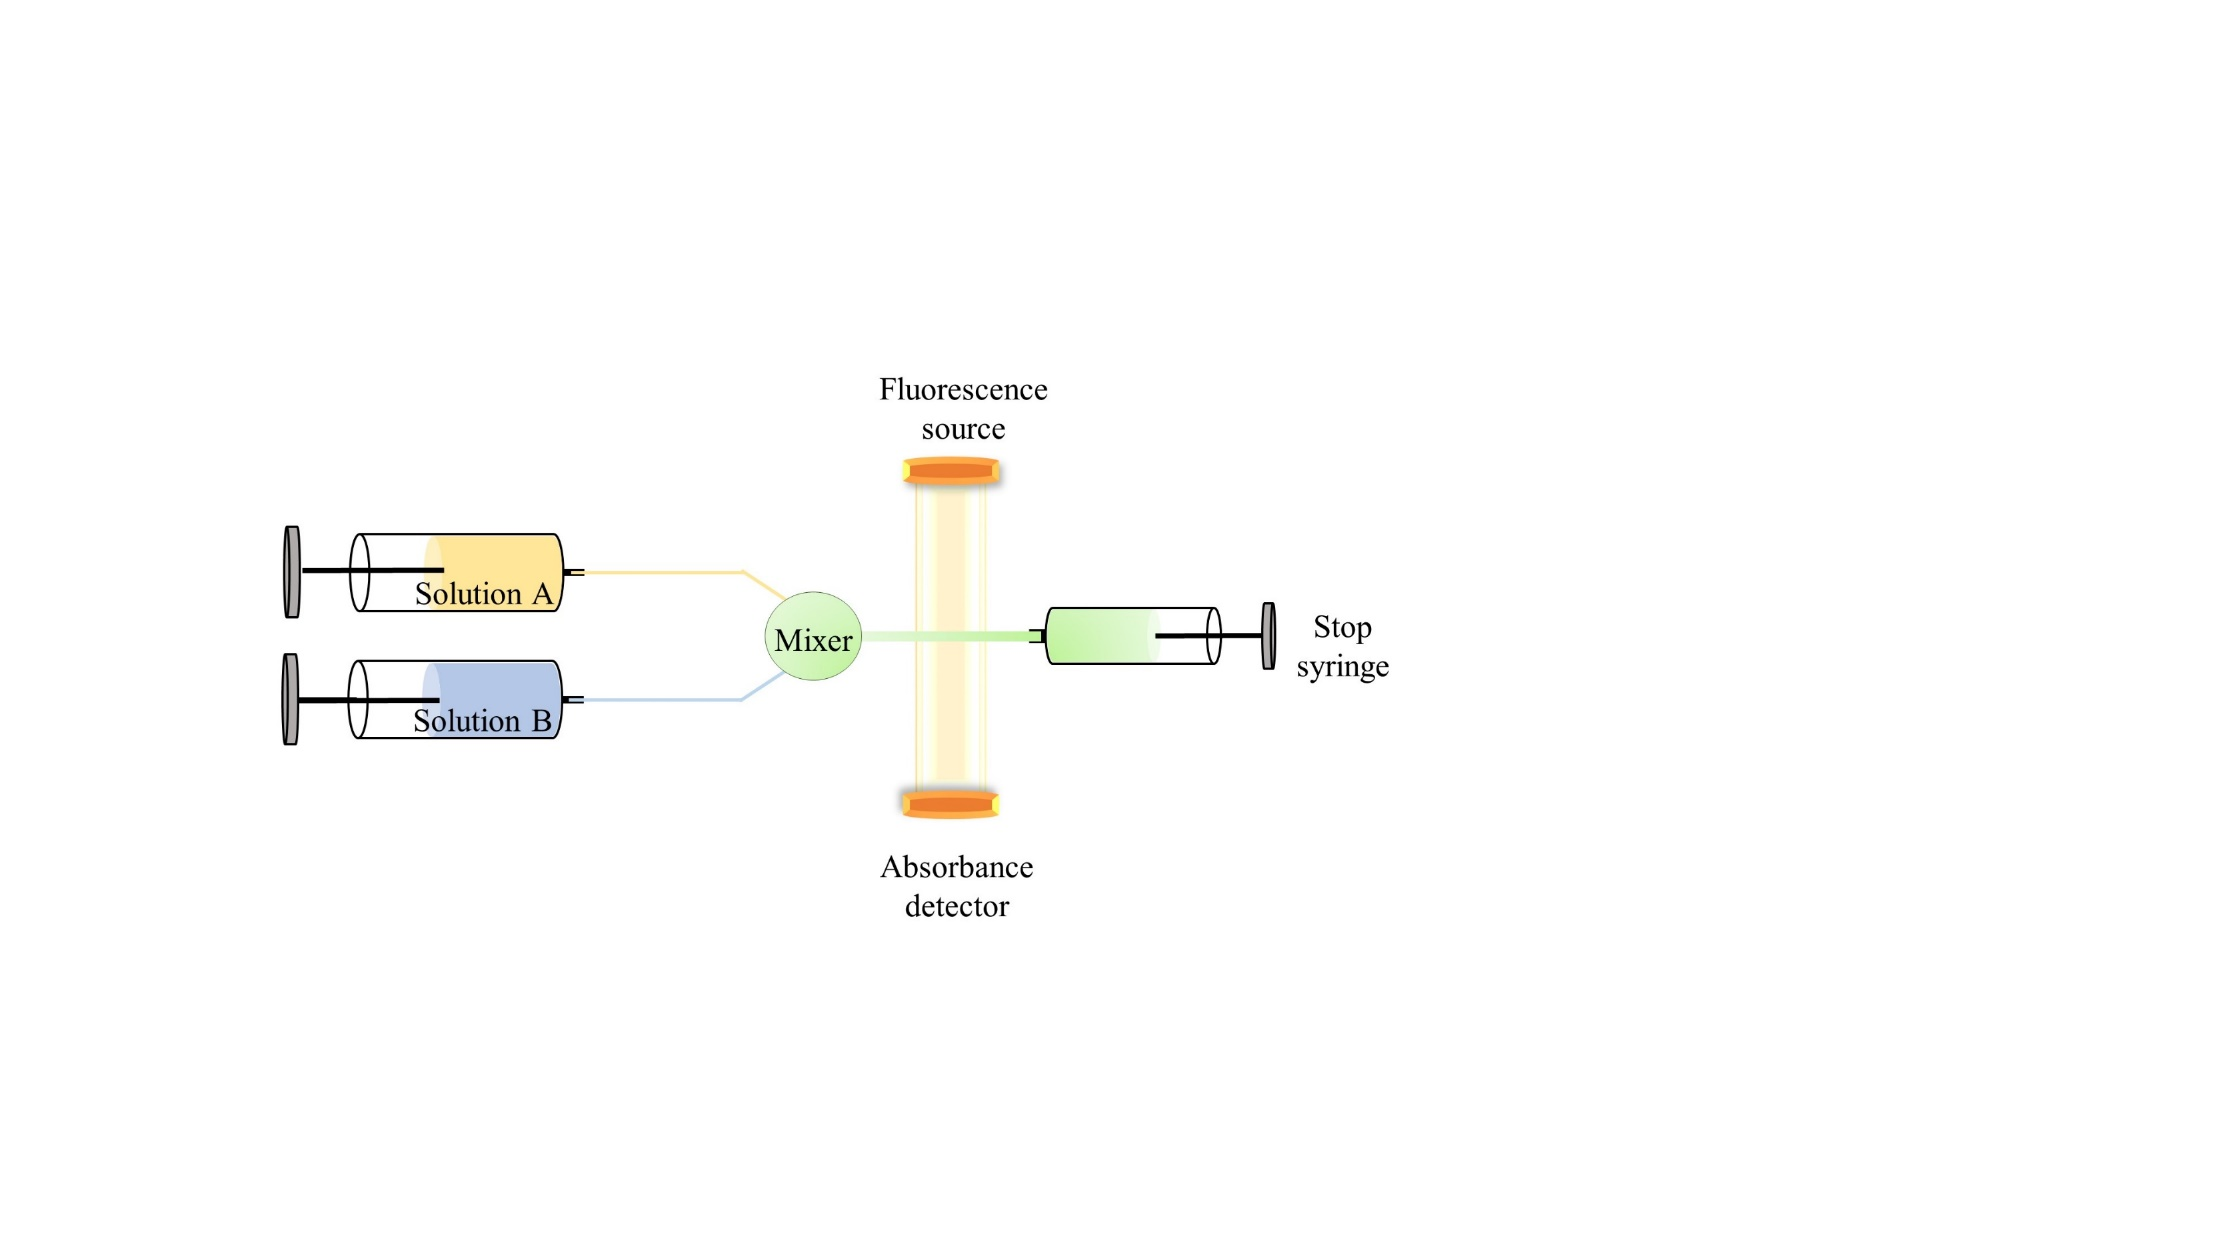 Fluorescence
source
Solution A
Mixer
Stop
syringe
Solution B
Absorbance
detector